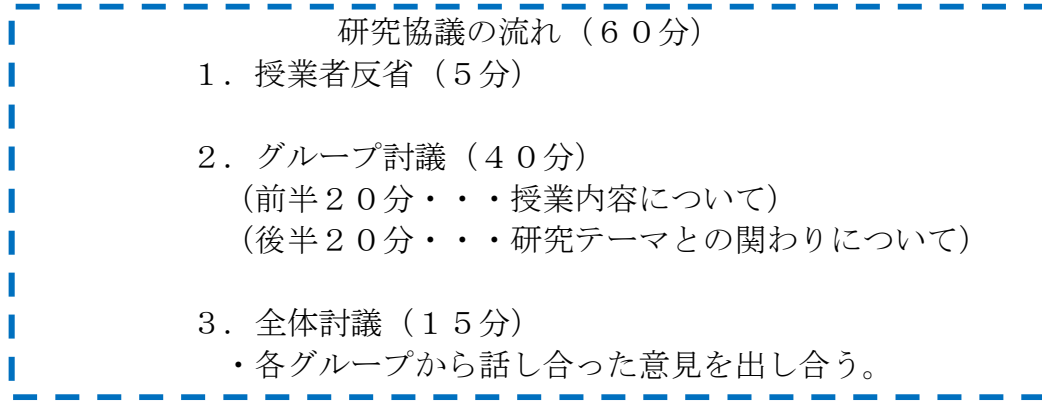 研究協議の流れ（６０分）
１．授業者反省（５分）
２．グループ討議（４０分）
（前半２０分・・・授業内容について）
（後半２０分・・・研究テーマとの関わりについて）
３．全体討議（１５分）
・各グループから話し合った意見を出し合う。